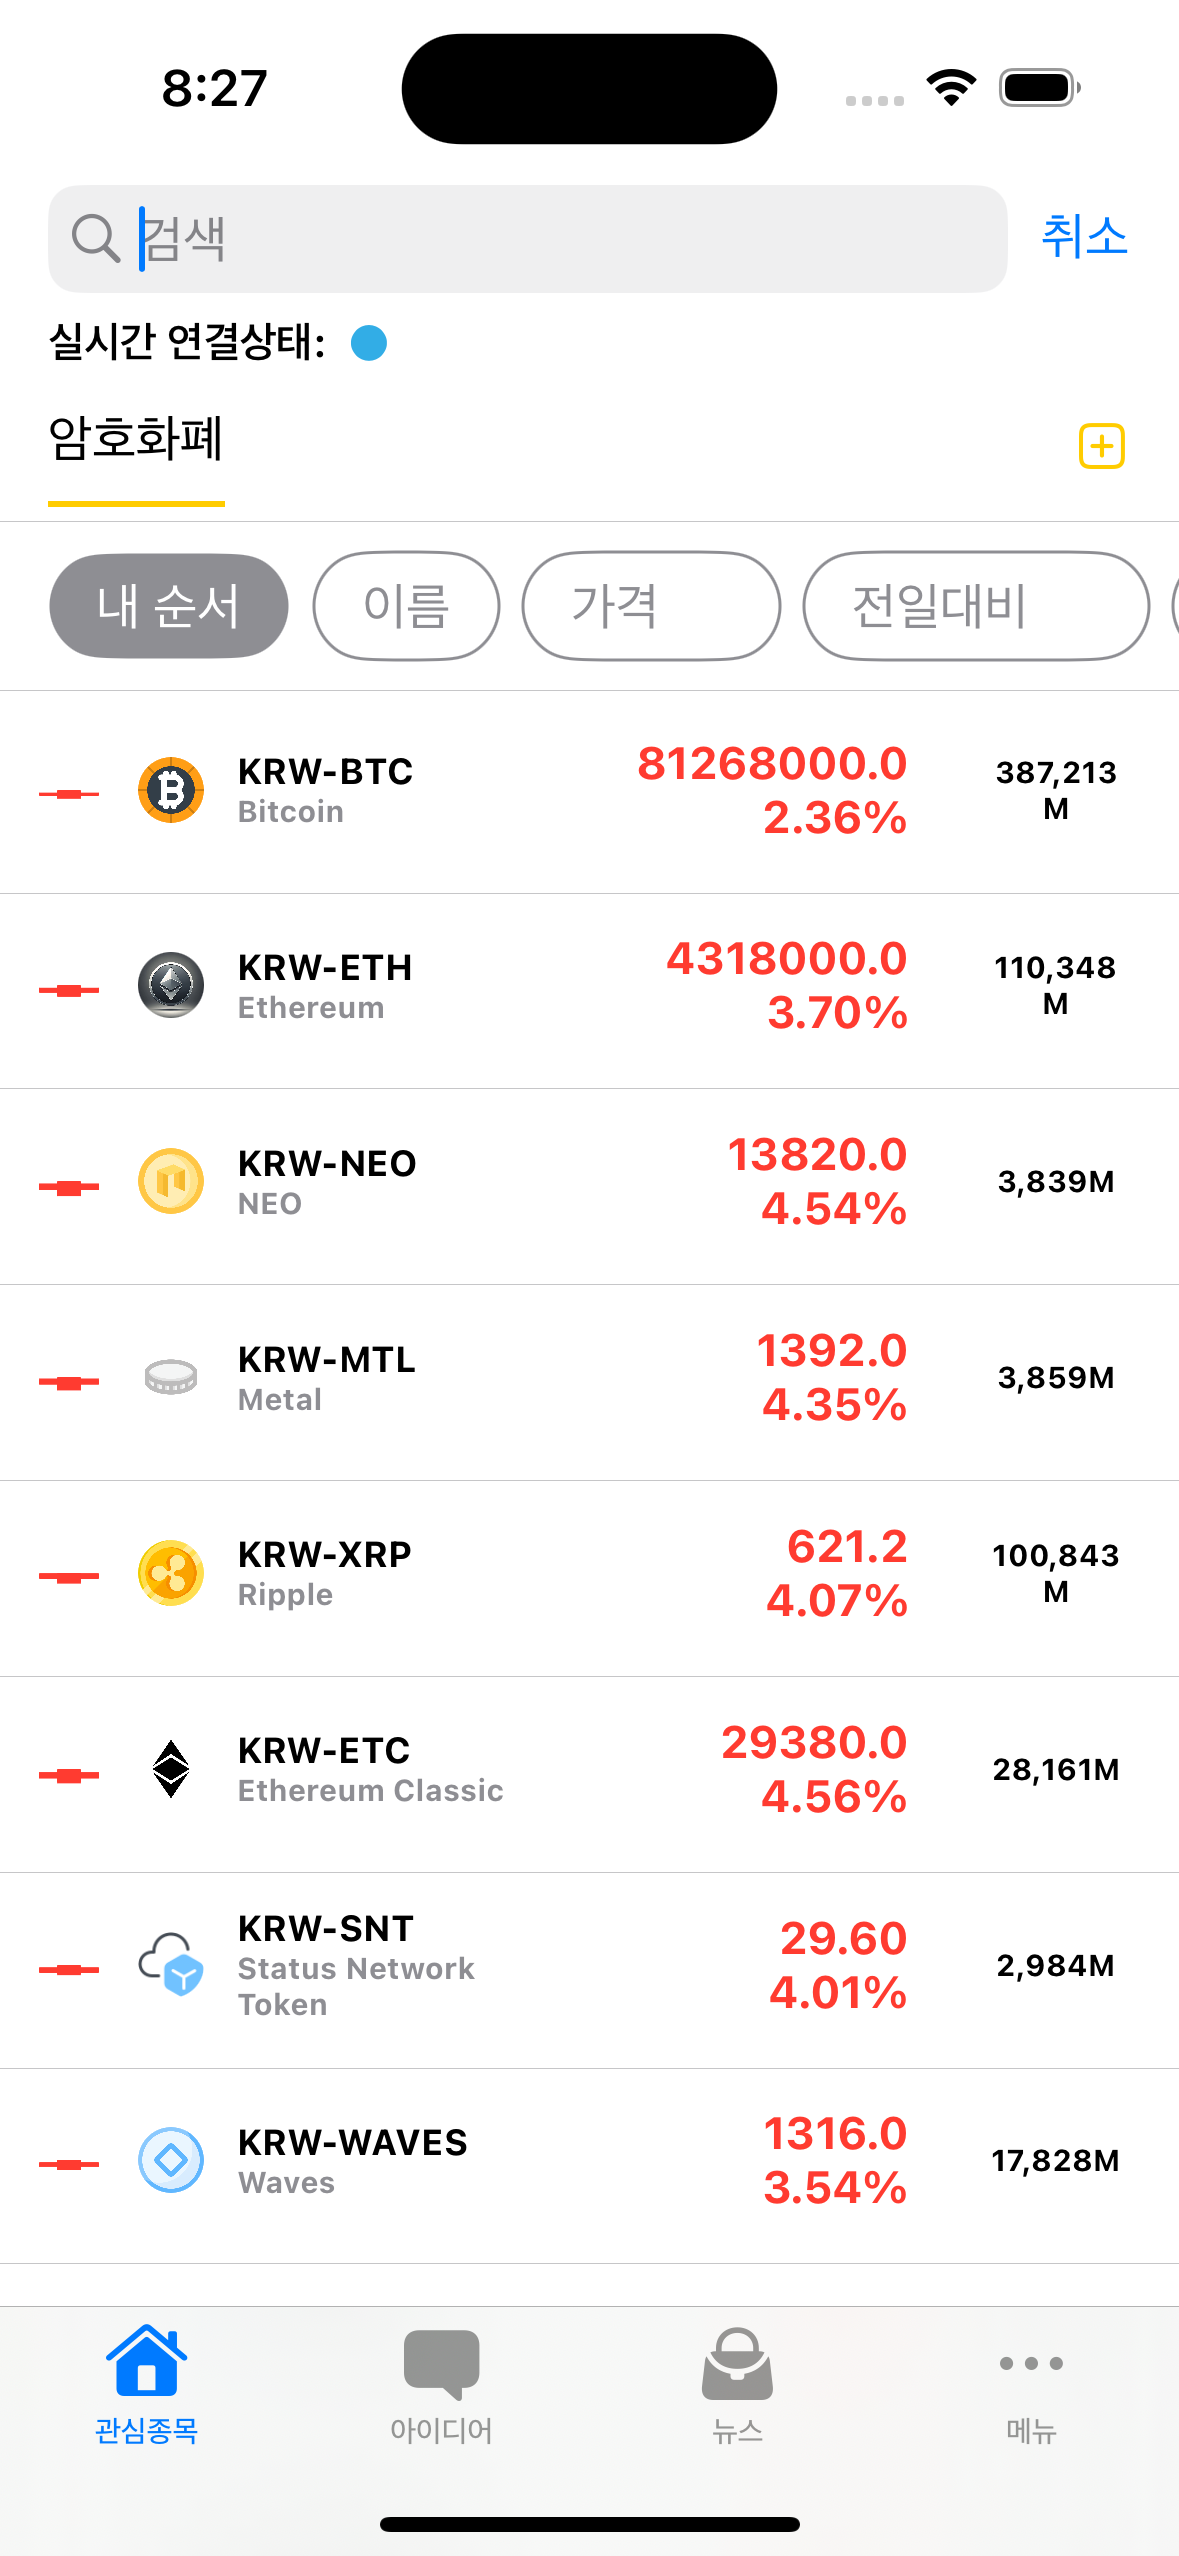 8:27
검색
취소
실시간 연결상태:
암호화폐
내 순서
이름
가격
전일대비
KRW-BTC
Bitcoin
81268000.0
2.36%
387,213
M
KRW-ETH
Ethereum
4318000.0
3.70%
110,348
M
KRW-NEO
NEO
13820.0
4.54%
3,839M
KRW-MTL
Metal
1392.0
4.35%
3,859M
KRW-XRP
Ripple
621.2
4.07%
100,843
M
KRW-ETC
Ethereum Classic
29380.0
4.56%
28,161M
KRW-SNT
Status Network
Token
29.60
4.01%
2,984M
KRW-WAVES
Waves
1316.0
3.54%
17,828M
관심종목
아이디어
뉴스
메뉴